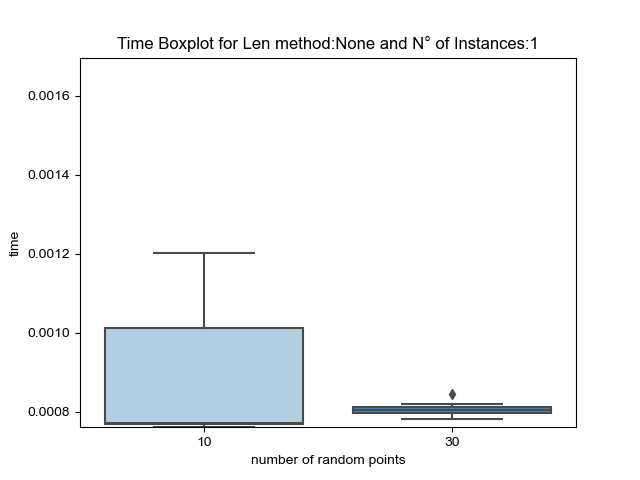 Time Boxplot for Len method:None and N° of Instances:1
0.0016
0.0014
0.0012
0.0010
0.0008
time
10 30
number of random points